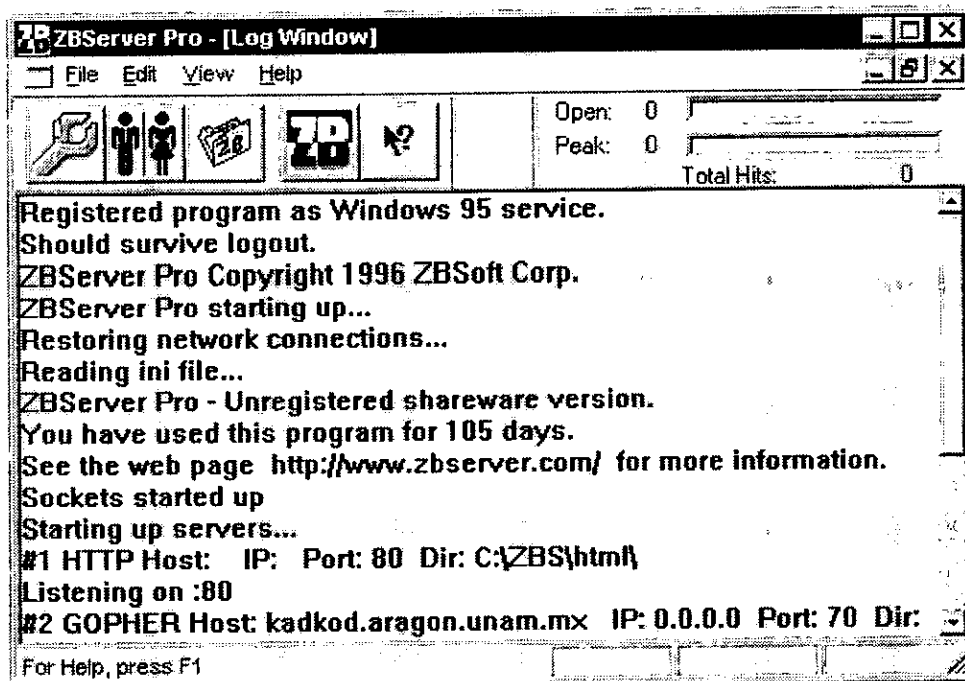 ZBServer Pro - [Log Window]
File Edit View Help
Open: 0
Peak: 0
Total Hits: 0
Registered program as Windows 95 service.
Should survive logout.
ZBServer Pro Copyright 1996 ZBSoft Corp.
ZBServer Pro starting up...
Restoring network connections...
Reading ini file...
ZBServer Pro - Unregistered shareware version.
You have used this program for 105 days.
See the web page http://www.zbserver.com/ for more information.
Sockets started up
Starting up servers...
#1 HTTP Host: IP: Port: 80 Dir: C:\ZBS\html\
Listening on :80
#2 GOPHER Host: kadkod.aragon.unam.mx IP: 0.0.0.0 Port: 70 Dir:
For Help, press F1